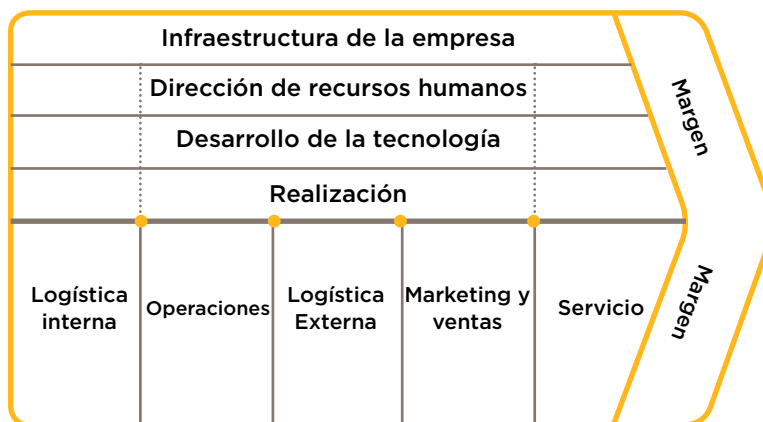 Infraestructura de la empresa
Dirección de recursos humanos
Desarrollo de la tecnología
Realización
Margen
Logística
interna
Operaciones
Logística
Externa
Marketing y
ventas
Servicio
Margen